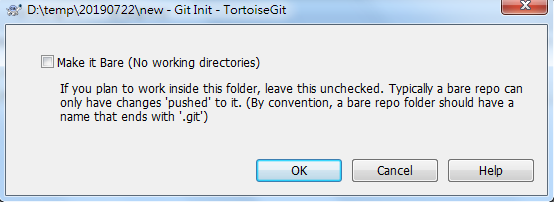 D:\temp\20190722\new - Git Init - TortoiseGit
Make it Bare (No working directories)
If you plan to work inside this folder, leave this unchecked. Typically a bare repo can
only have changes 'pushed' to it. (By convention, a bare repo folder should have a
name that ends with '.git')
OK Cancel Help